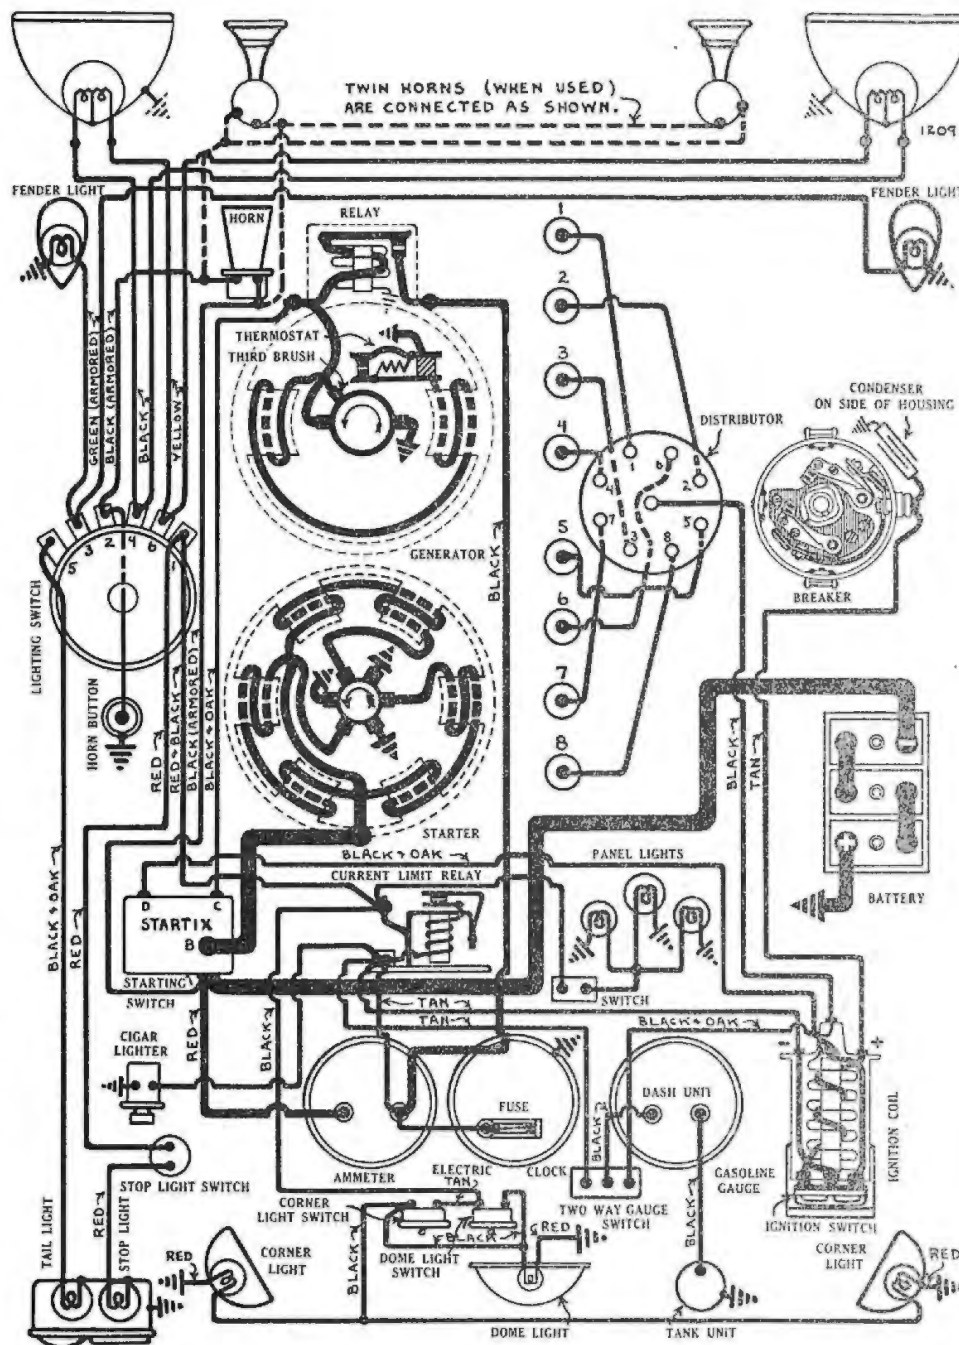 TWIN HORNS (WHEN USED)
ARE CONNECTED AS SHOWN.
1209
FENDER LIGHT
HORN
RELAY
1
FENDER LIGHT
2
THERMOSTAT
THIRD BRUSH
3
CONDENSER
ON SIDE OF HOUSING
GREEN (ARMORED)
BLACK (ARMORED)
BLACK
YELLOW
4
DISTRIBUTOR
1 6
4 2
7 5
3 8
5 3 2 4 6 1
LIGHTING SWITCH
GENERATOR
BLACK
5
BREAKER
6
HORN BUTTON
RED
RED & BLACK
BLACK (ARMORED)
BLACK & OAK
7
BLACK
TAN
8
STARTER
BLACK & OAK
PANEL LIGHTS
CURRENT LIMIT RELAY
BATTERY
D C
STARTIX
B
BLACK & OAK
RED
STARTING
SWITCH
SWITCH
TAN
TAN
BLACK & OAK
RED
BLACK
CIGAR
LIGHTER
- +
FUSE
DASH UNIT
IGNITION COIL
BLACK
AMMETER
ELECTRIC
CLOCK
TAN
GASOLINE
GAUGE
STOP LIGHT SWITCH
CORNER
LIGHT SWITCH
TWO WAY GAUGE
SWITCH
IGNITION SWITCH
TAIL LIGHT
RED
STOP LIGHT
RED
CORNER
LIGHT
BLACK
DOME LIGHT
SWITCH
BLACK
RED
BLACK
CORNER
LIGHT
RED
DOME LIGHT
TANK UNIT